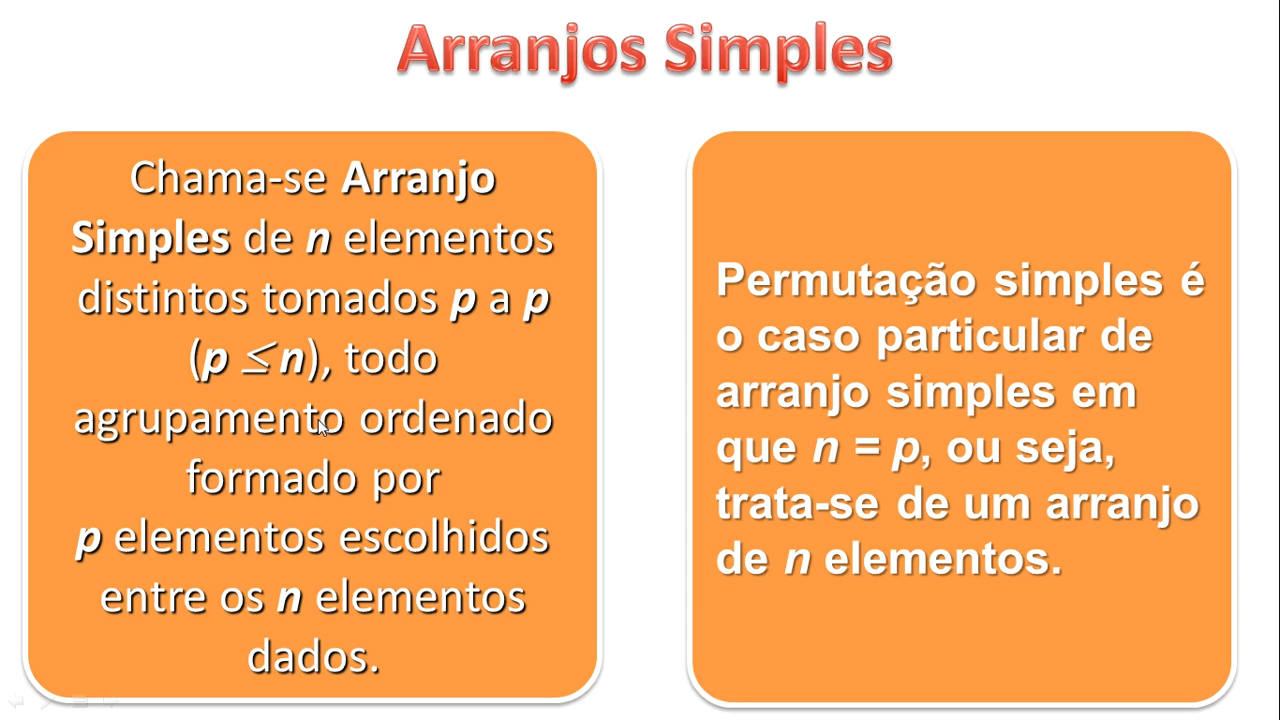 Arranjos Simples
Chama-se Arranjo
Simples de n elementos
distintos tomados p a p
(p ≤ n), todo
agrupamento ordenado
formado por
p elementos escolhidos
entre os n elementos
dados.
Permutação simples é
o caso particular de
arranjo simples em
que n = p, ou seja,
trata-se de um arranjo
de n elementos.